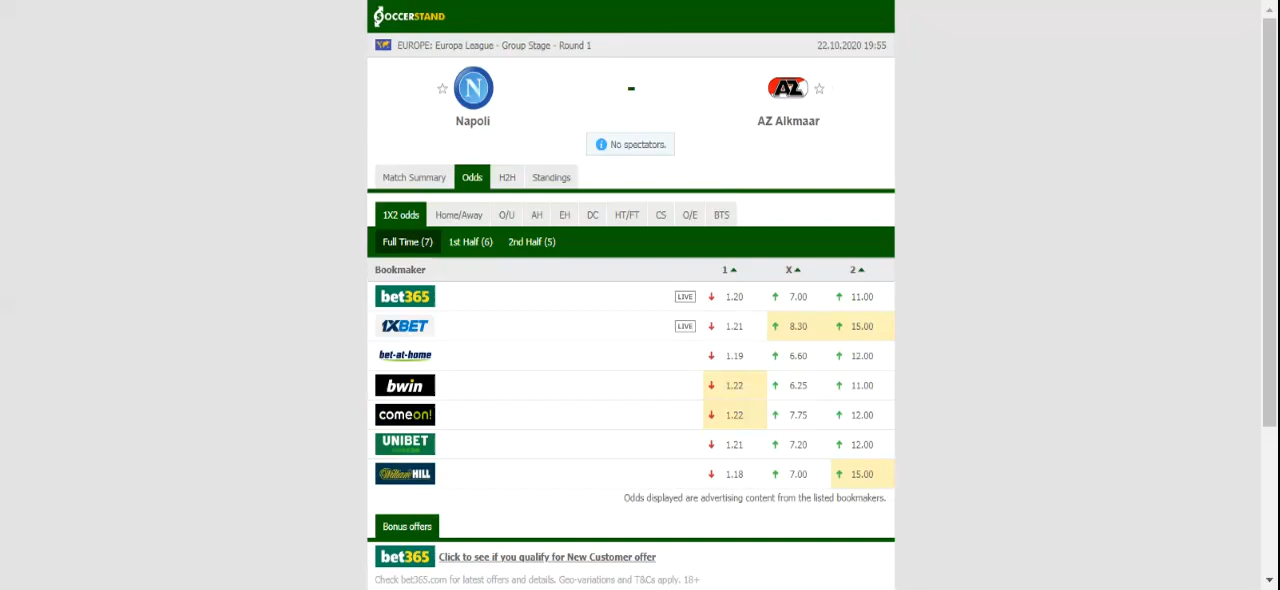 SOCCERSTAND
EUROPE: Europa League - Group Stage - Round 1 22.10.2020 19:55
N - AZ
Napoli AZ Alkmaar
i No spectators.
Match Summary Odds H2H Standings
1X2 odds Home/Away O/U AH EH DC HT/FT CS O/E BTS
Full Time (7) 1st Half (6) 2nd Half (5)
Bookmaker 1 X 2
bet365 LIVE 1.20 7.00 11.00
1XBET LIVE 1.21 8.30 15.00
bet-at-home 1.19 6.60 12.00
bwin 1.22 6.25 11.00
comeon! 1.22 7.75 12.00
UNIBET 1.21 7.20 12.00
William HILL 1.18 7.00 15.00
Odds displayed are advertising content from the listed bookmakers.
Bonus offers
bet365 Click to see if you qualify for New Customer offer
Check bet365.com for latest offers and details. Geo-variations and T&Cs apply. 18+